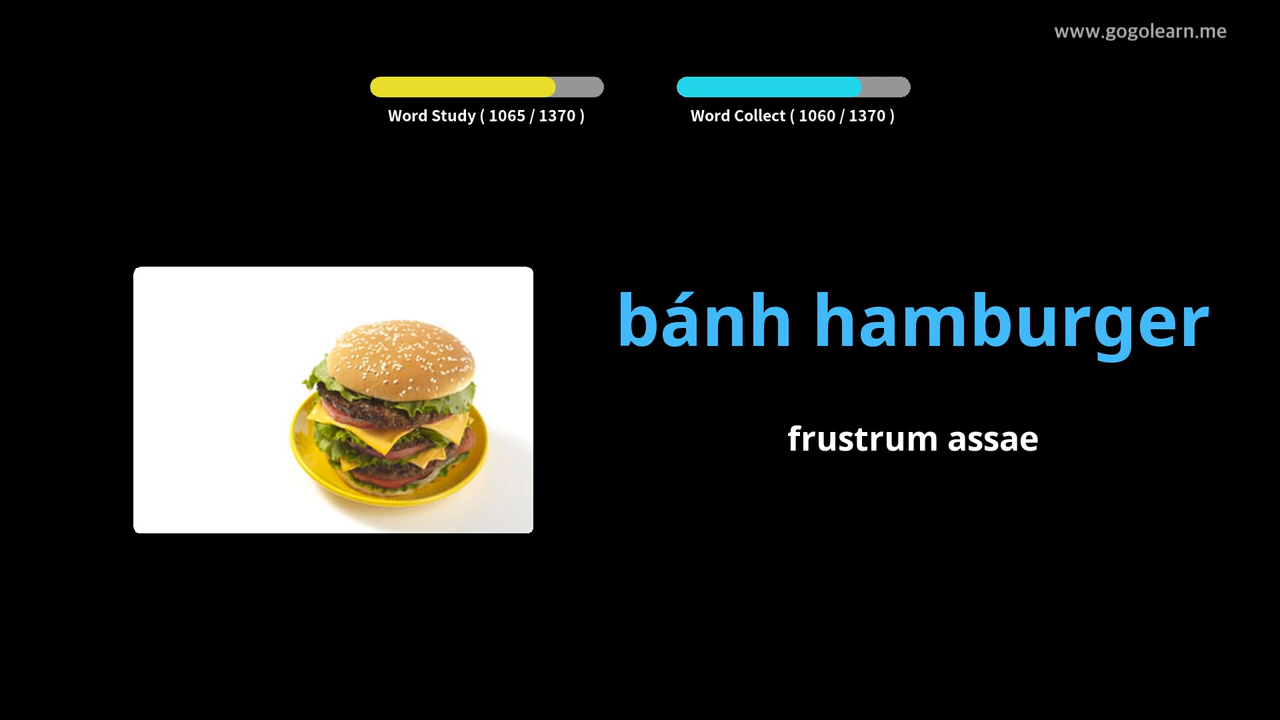 www.gogolearn.me
Word Study ( 1065 / 1370 )
Word Collect ( 1060 / 1370 )
bánh hamburger
frustrum assae